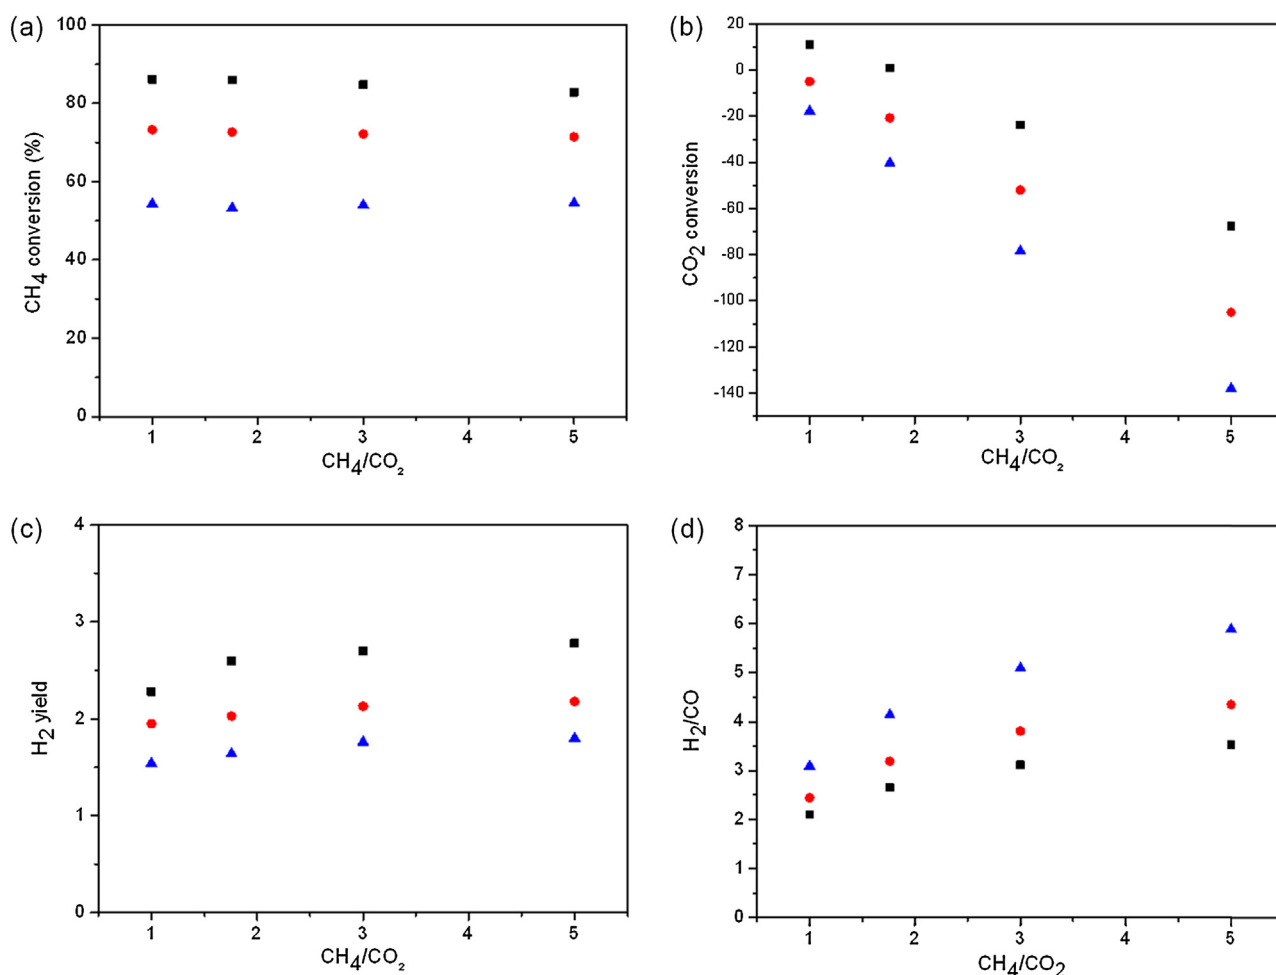 (a)
100
80
60
40
20
0
CH₄ conversion (%)
1 2 3 4 5
CH₄/CO₂
(b)
20
0
-20
-40
-60
-80
-100
-120
-140
CO₂ conversion
1 2 3 4 5
CH₄/CO₂
(c)
4
3
2
1
0
H₂ yield
1 2 3 4 5
CH₄/CO₂
(d)
8
7
6
5
4
3
2
1
0
H₂/CO
1 2 3 4 5
CH₄/CO₂